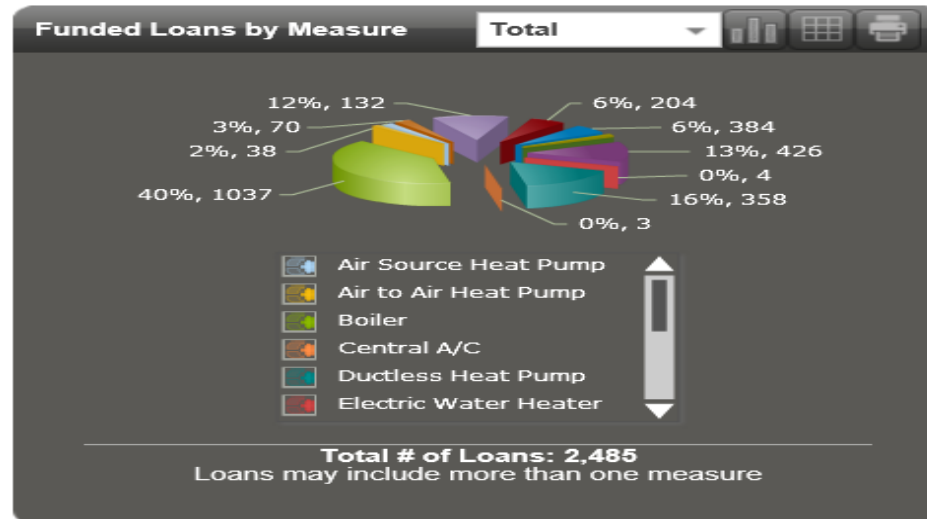 Funded Loans by Measure
Total
12%, 132
6%, 204
3%, 70
6%, 384
2%, 38
13%, 426
0%, 4
40%, 1037
16%, 358
0%, 3
Air Source Heat Pump
Air to Air Heat Pump
Boiler
Central A/C
Ductless Heat Pump
Electric Water Heater
Total # of Loans: 2,485
Loans may include more than one measure